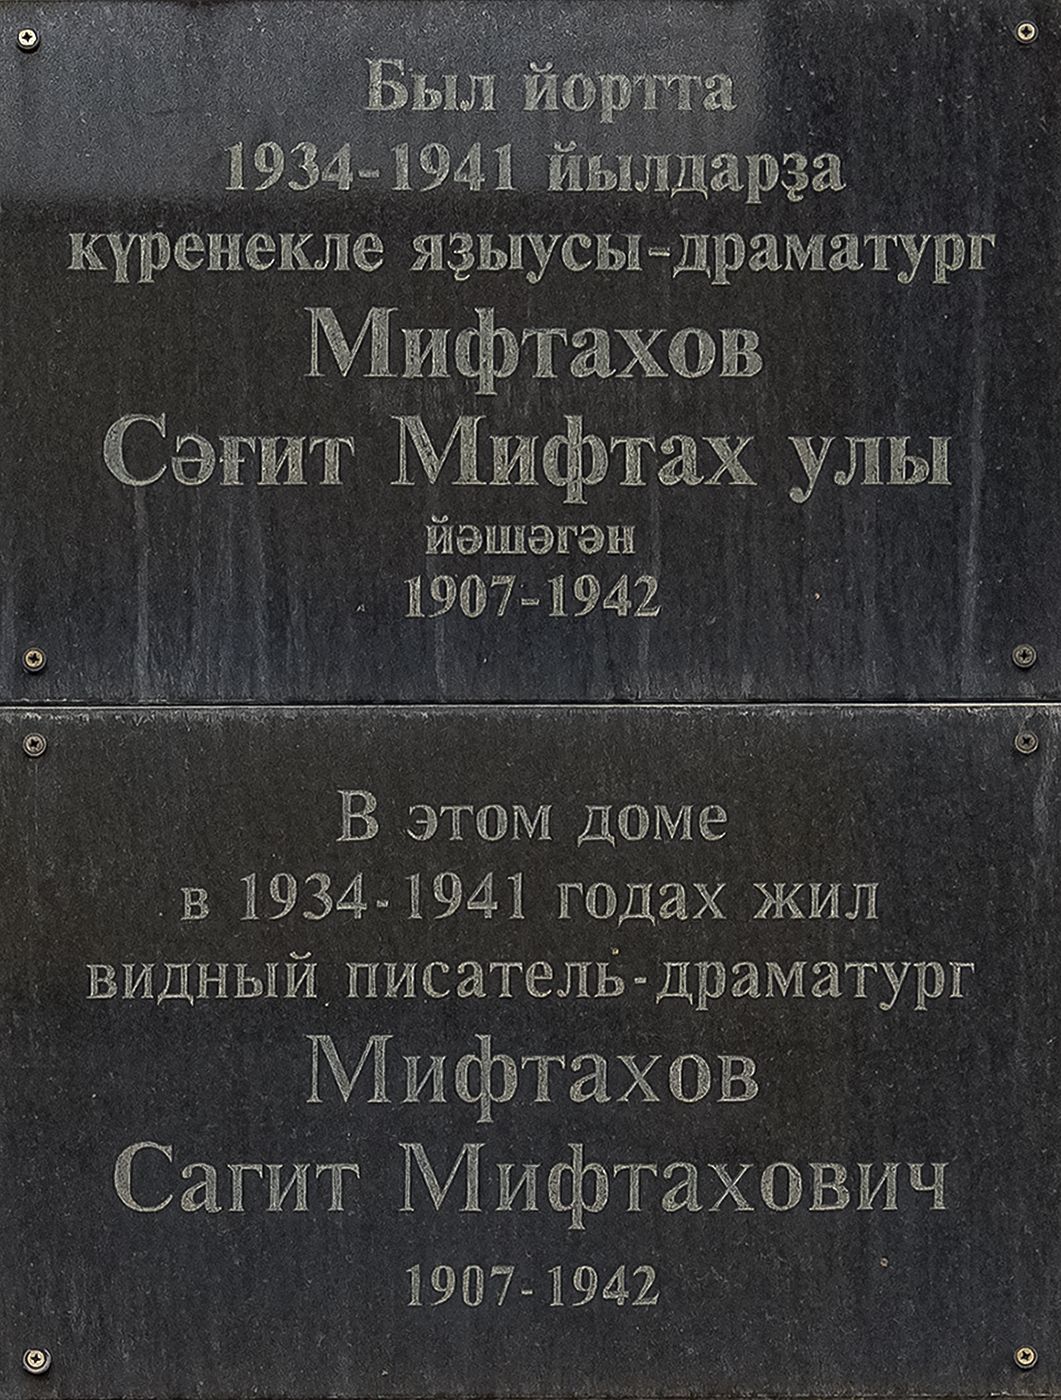 Был йортта
1934-1941 йылдарҙа
күренекле яҙыусы-драматург
Мифтахов
Сәғит Мифтах улы
йәшәгән
1907-1942
В этом доме
в 1934-1941 годах жил
видный писатель-драматург
Мифтахов
Сагит Мифтахович
1907-1942